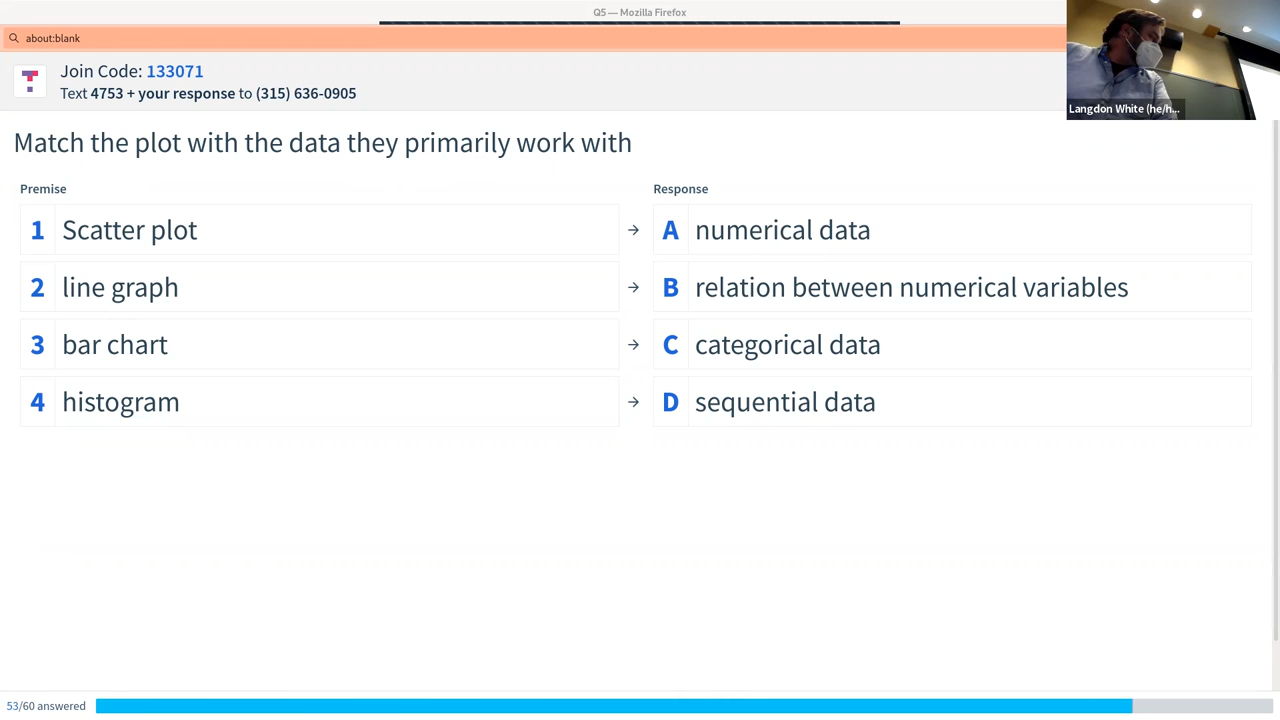 Q5 — Mozilla Firefox
about:blank
Join Code: 133071
Text 4753 + your response to (315) 636-0905
Langdon White (he/h...
Match the plot with the data they primarily work with
Premise
Response
1 Scatter plot → A numerical data
2 line graph → B relation between numerical variables
3 bar chart → C categorical data
4 histogram → D sequential data
53/60 answered